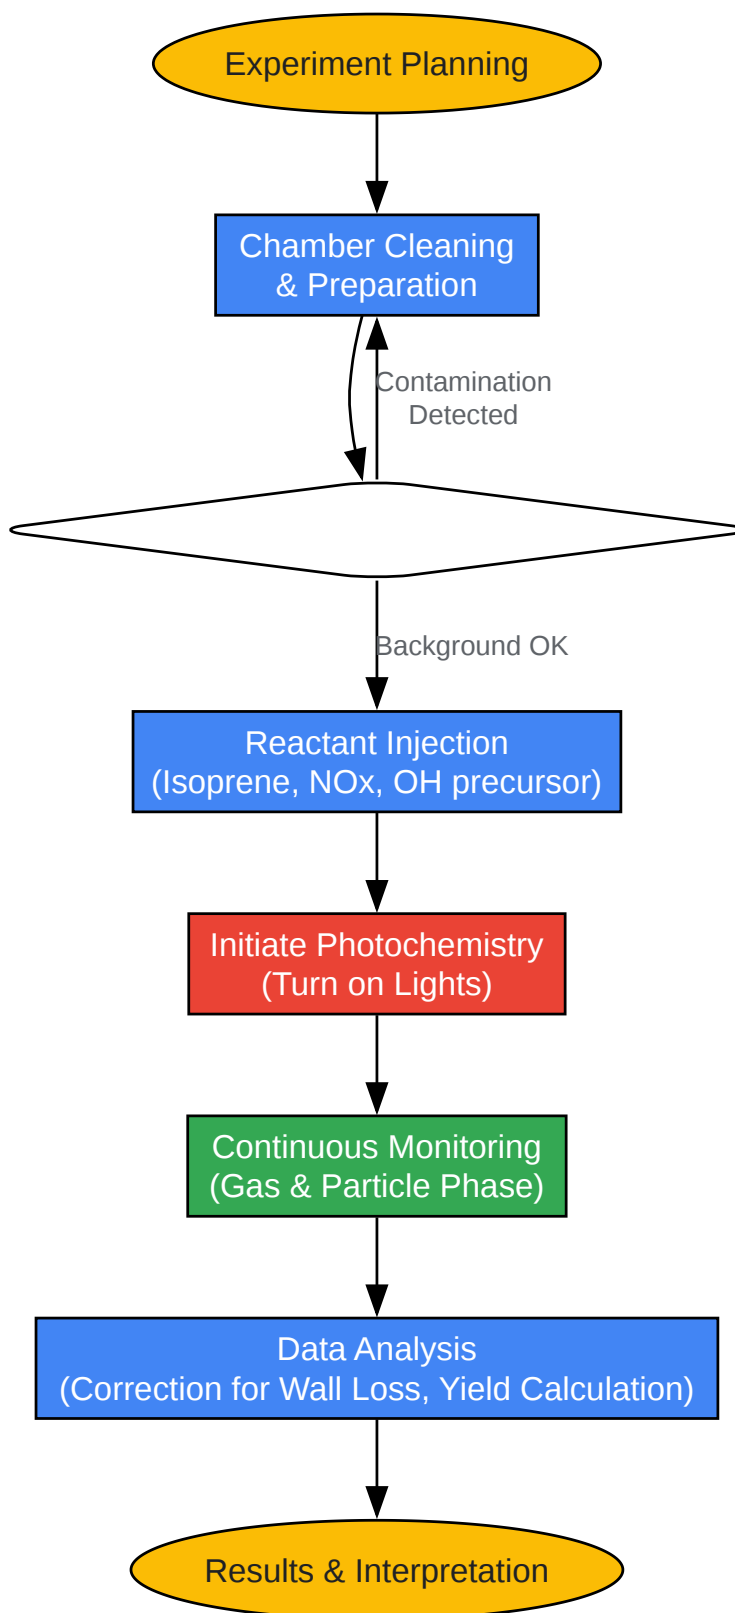 Experiment Planning
Chamber Cleaning
& Preparation
Contamination
Detected
Background OK
Reactant Injection
(Isoprene, NOx, OH precursor)
Initiate Photochemistry
(Turn on Lights)
Continuous Monitoring
(Gas & Particle Phase)
Data Analysis
(Correction for Wall Loss, Yield Calculation)
Results & Interpretation